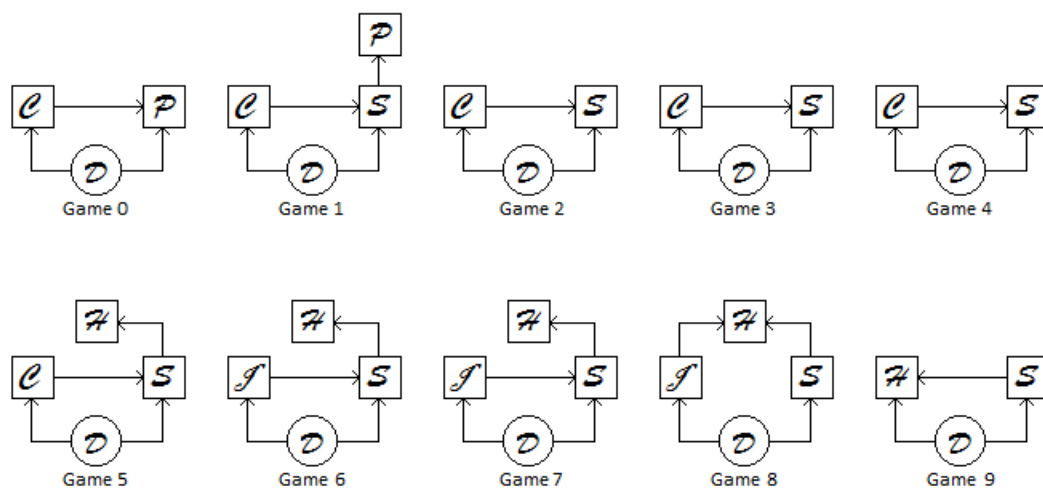 P
C P C S C S C S C S
D D D D D
Game 0 Game 1 Game 2 Game 3 Game 4
H H H H
C S I S I S I S H S
D D D D D
Game 5 Game 6 Game 7 Game 8 Game 9